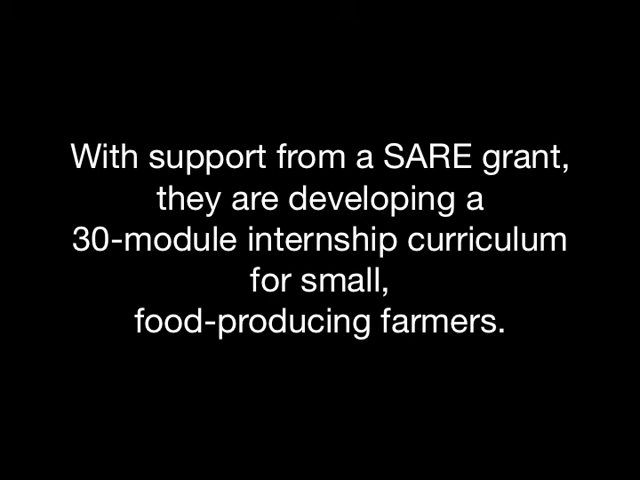 With support from a SARE grant,
they are developing a
30-module internship curriculum
for small,
food-producing farmers.